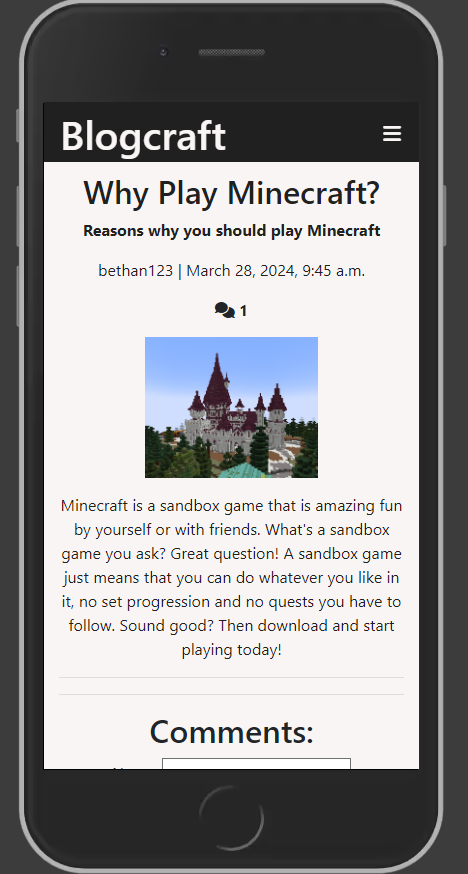 Blogcraft
Why Play Minecraft?
Reasons why you should play Minecraft
bethan123 | March 28, 2024, 9:45 a.m.
1
Minecraft is a sandbox game that is amazing fun
by yourself or with friends. What's a sandbox
game you ask? Great question! A sandbox game
just means that you can do whatever you like in
it, no set progression and no quests you have to
follow. Sound good? Then download and start
playing today!
Comments: